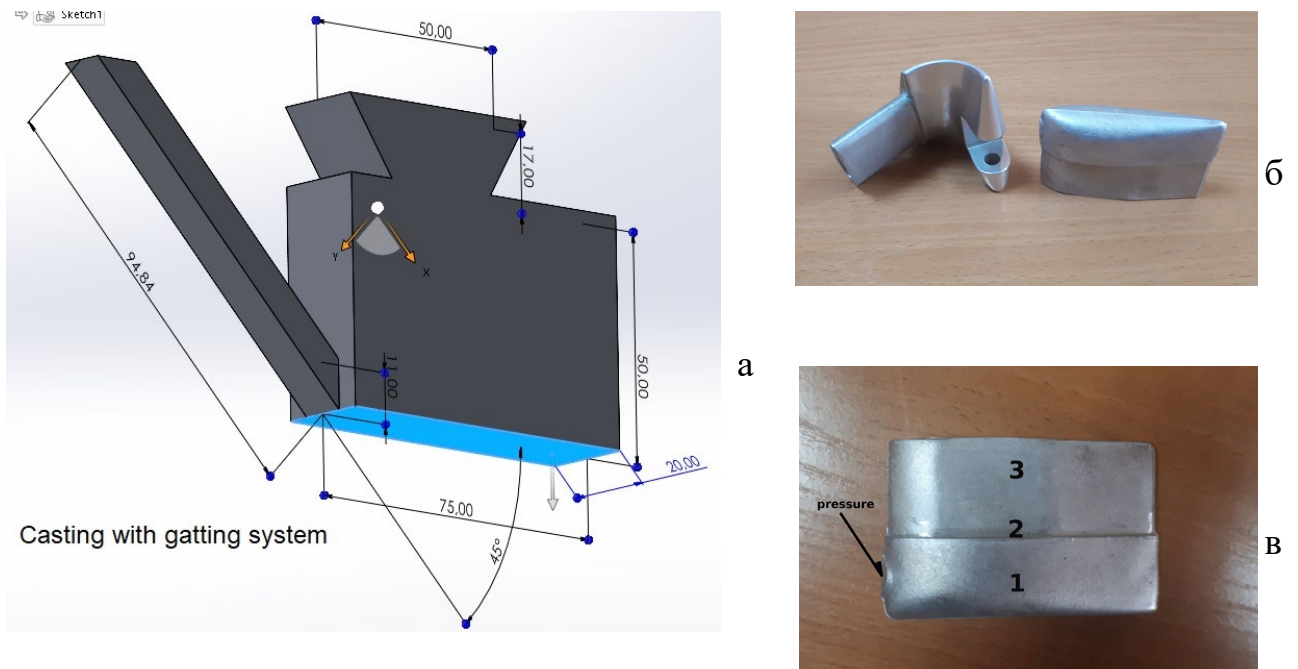 Sketch1
50,00
17,00
94,84
Y
X
11,00
50,00
20,00
75,00
45°
Casting with gatting system
а
б
pressure
3
2
1
в